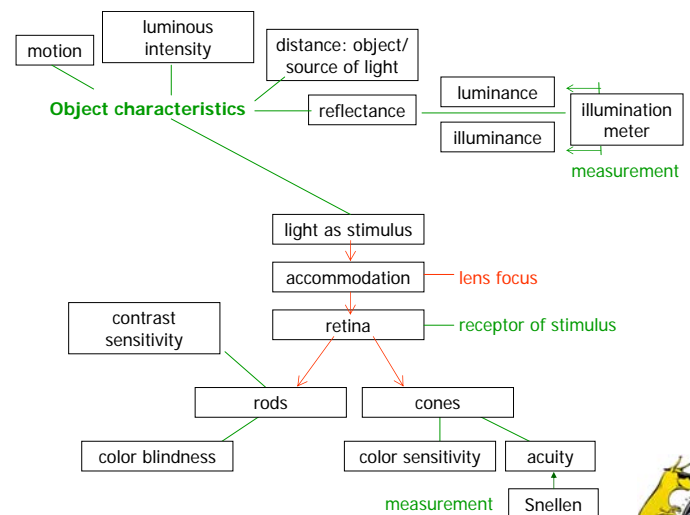 luminous
intensity
motion
distance: object/
source of light
Object characteristics
reflectance
luminance
illuminance
illumination
meter
measurement
light as stimulus
accommodation
lens focus
retina
receptor of stimulus
contrast
sensitivity
rods
cones
color blindness
color sensitivity
acuity
measurement
Snellen